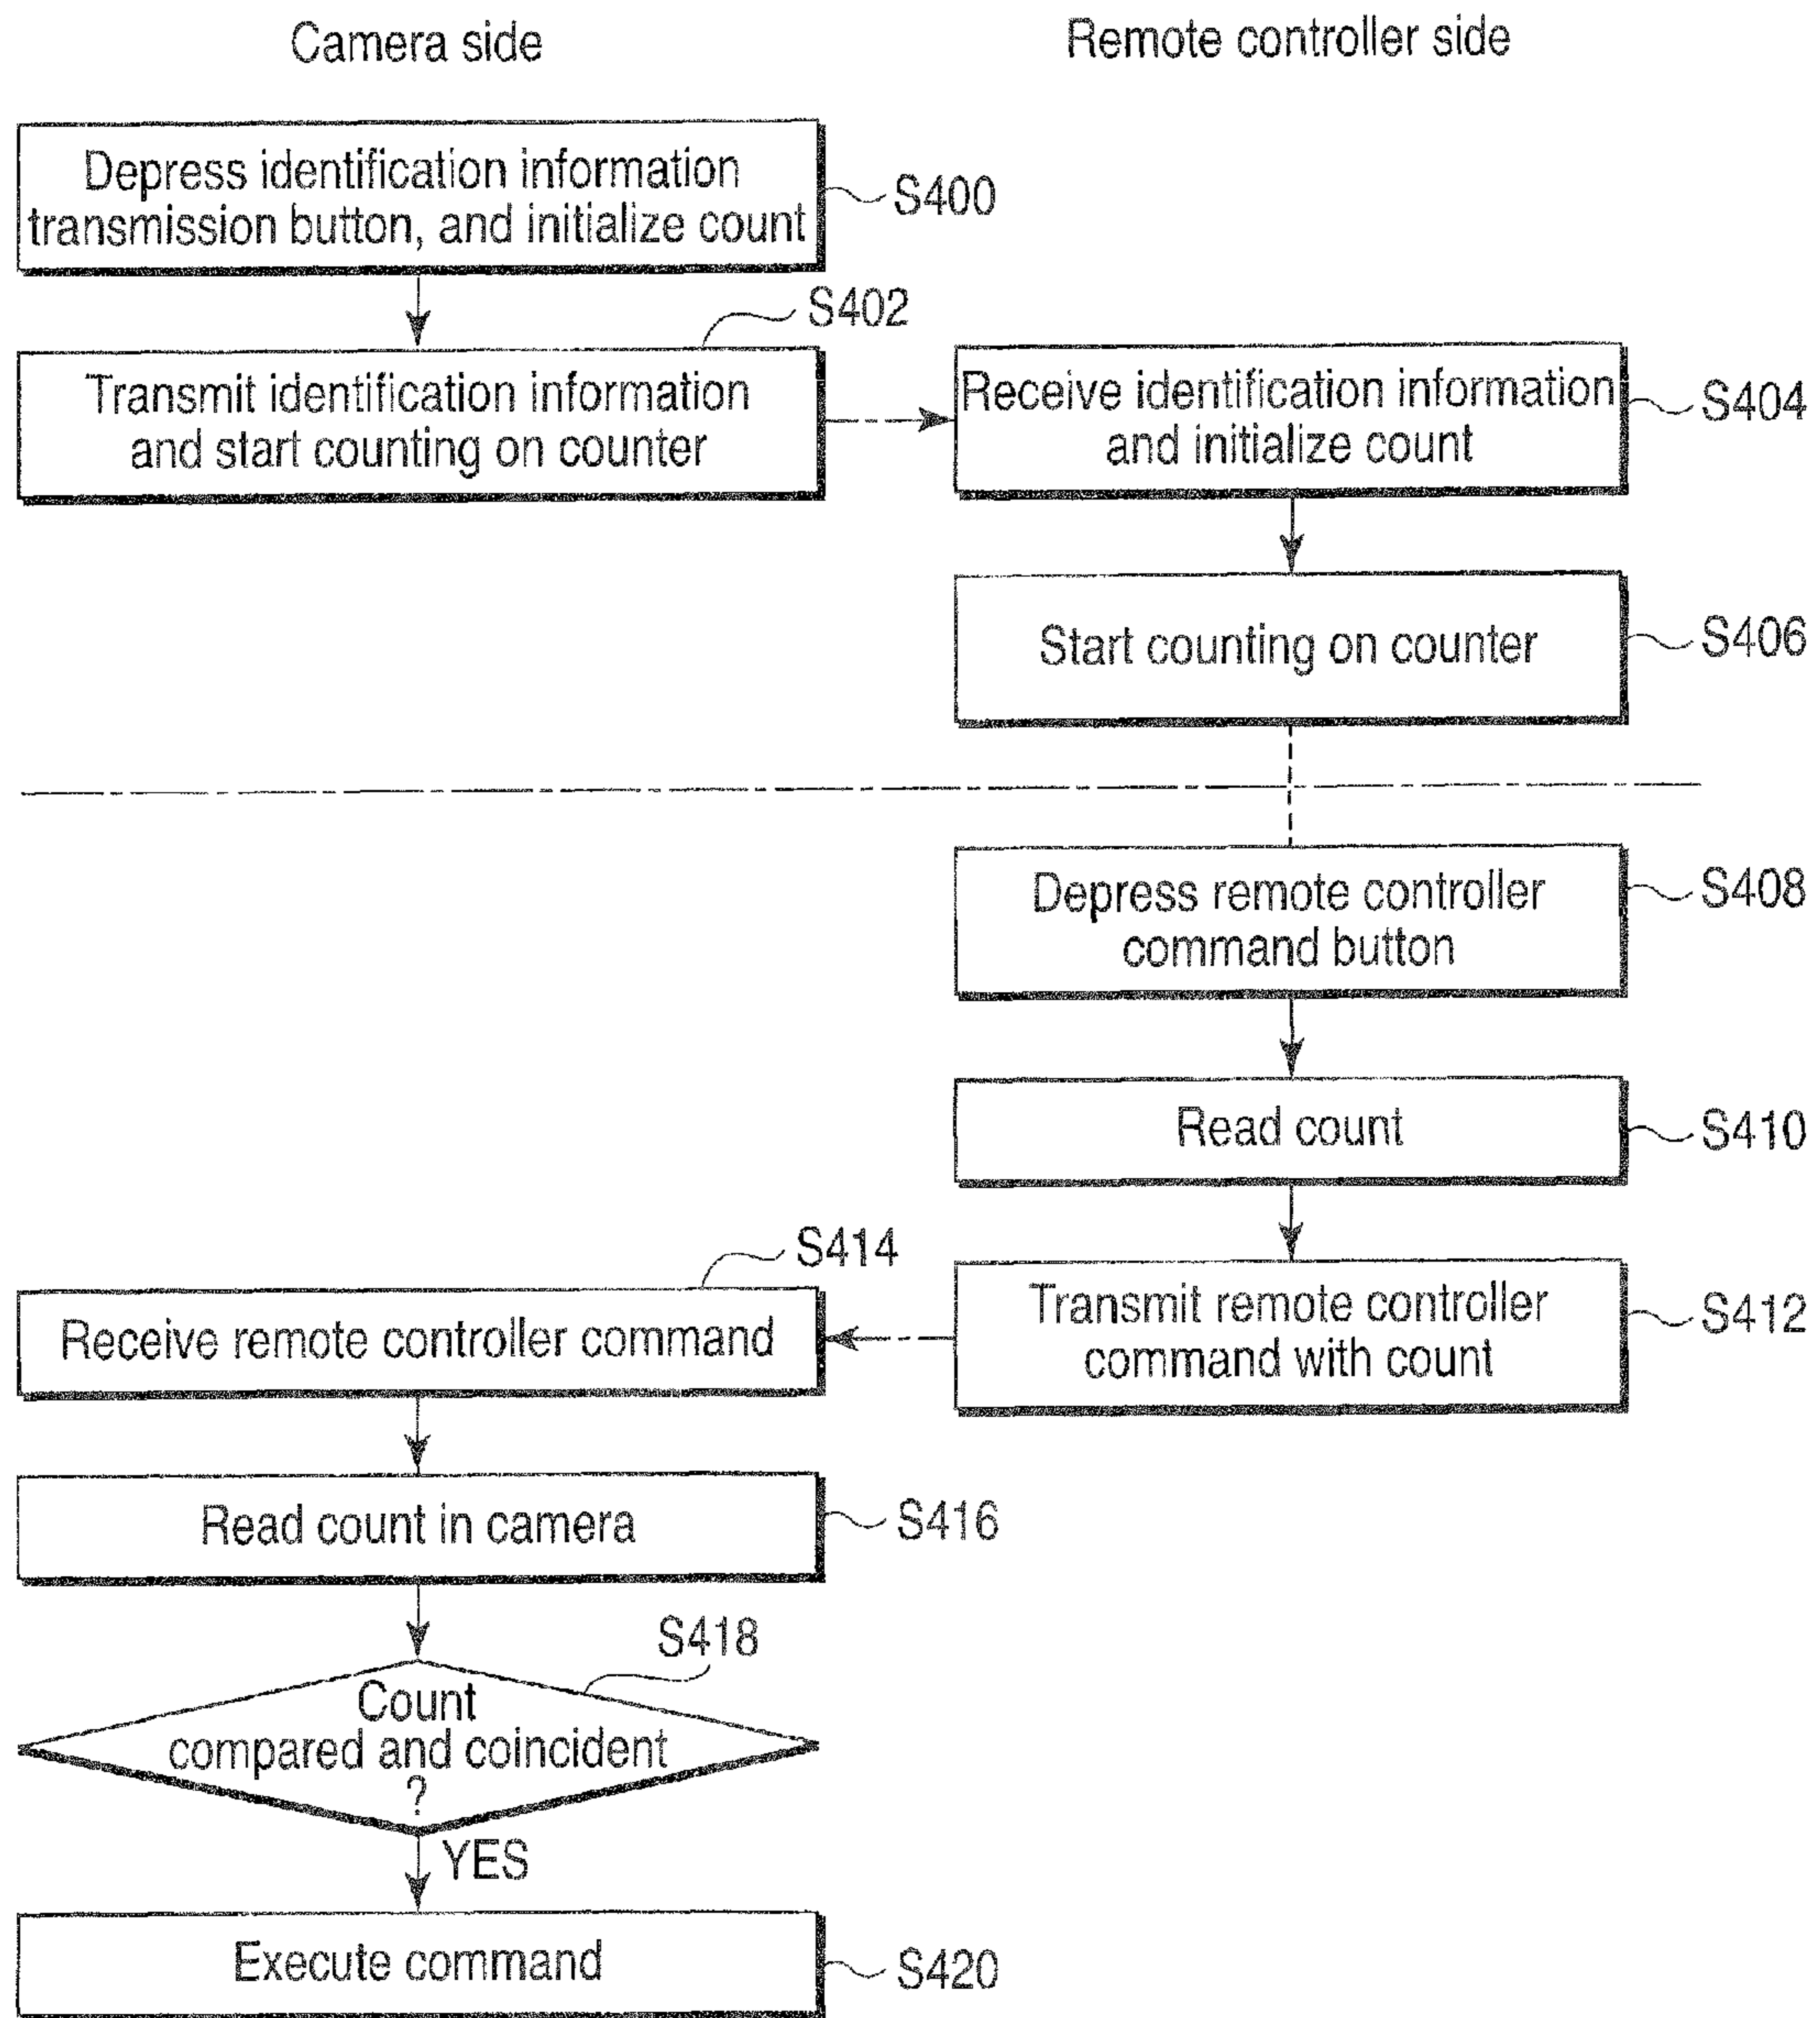 Camera side
Remote controller side
Depress identification information
transmission button, and initialize count
S400
S402
Transmit identification information
and start counting on counter
Receive identification information
and initialize count
S404
Start counting on counter
S406
Depress remote controller
command button
S408
Read count
S410
S414
Receive remote controller command
Transmit remote controller
command with count
S412
Read count in camera
S416
S418
Count
compared and coincident
?
YES
Execute command
S420